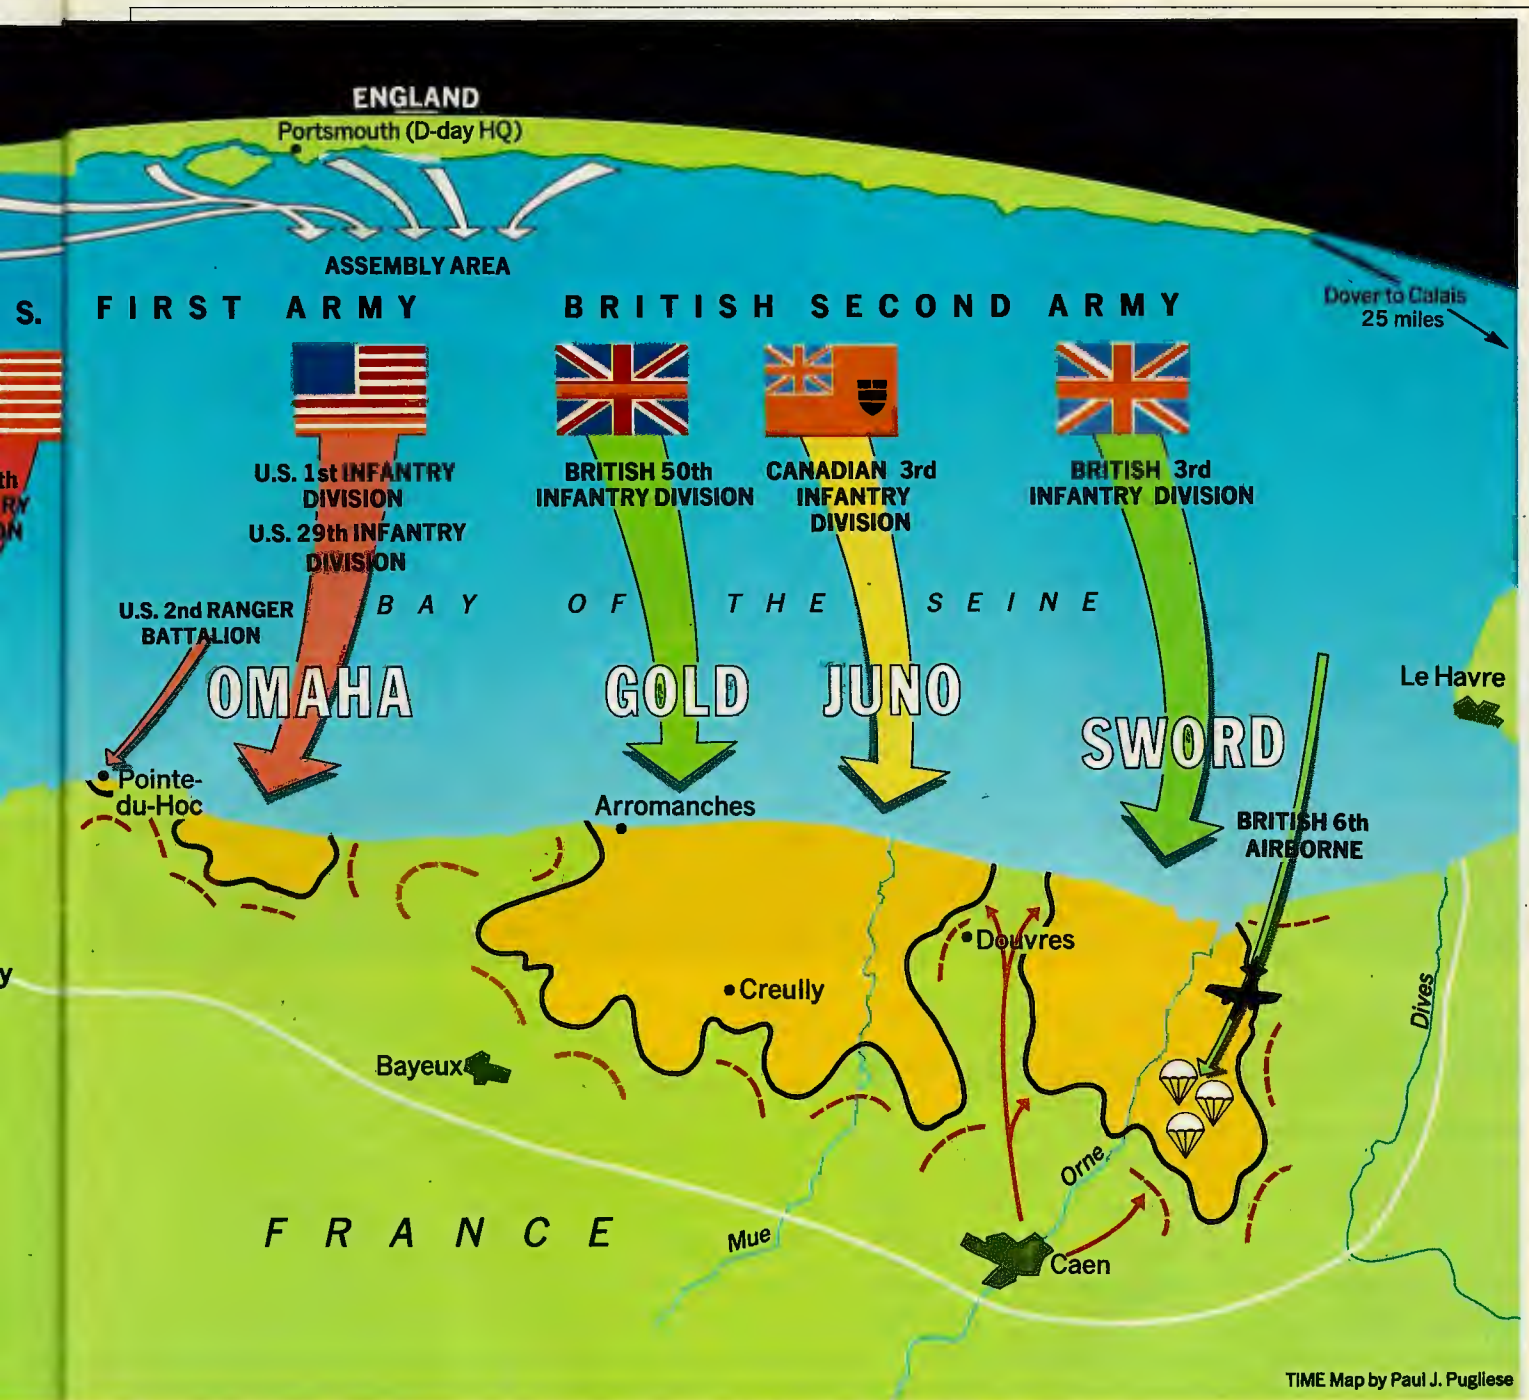 ENGLAND
Portsmouth (D-day HQ)
ASSEMBLY AREA
S. FIRST ARMY
BRITISH SECOND ARMY
Dover to Calais
25 miles
th
RY
ON
U.S. 1st INFANTRY
DIVISION
U.S. 29th INFANTRY
DIVISION
BRITISH 50th
INFANTRY DIVISION
CANADIAN 3rd
INFANTRY
DIVISION
BRITISH 3rd
INFANTRY DIVISION
BAY OF THE SEINE
U.S. 2nd RANGER
BATTALION
OMAHA
GOLD
JUNO
SWORD
Le Havre
Pointe-
du-Hoc
Arromanches
BRITISH 6th
AIRBORNE
Douvres
Creully
y
Dives
Bayeux
Orne
FRANCE
Mue
Caen
TIME Map by Paul J. Pugliese